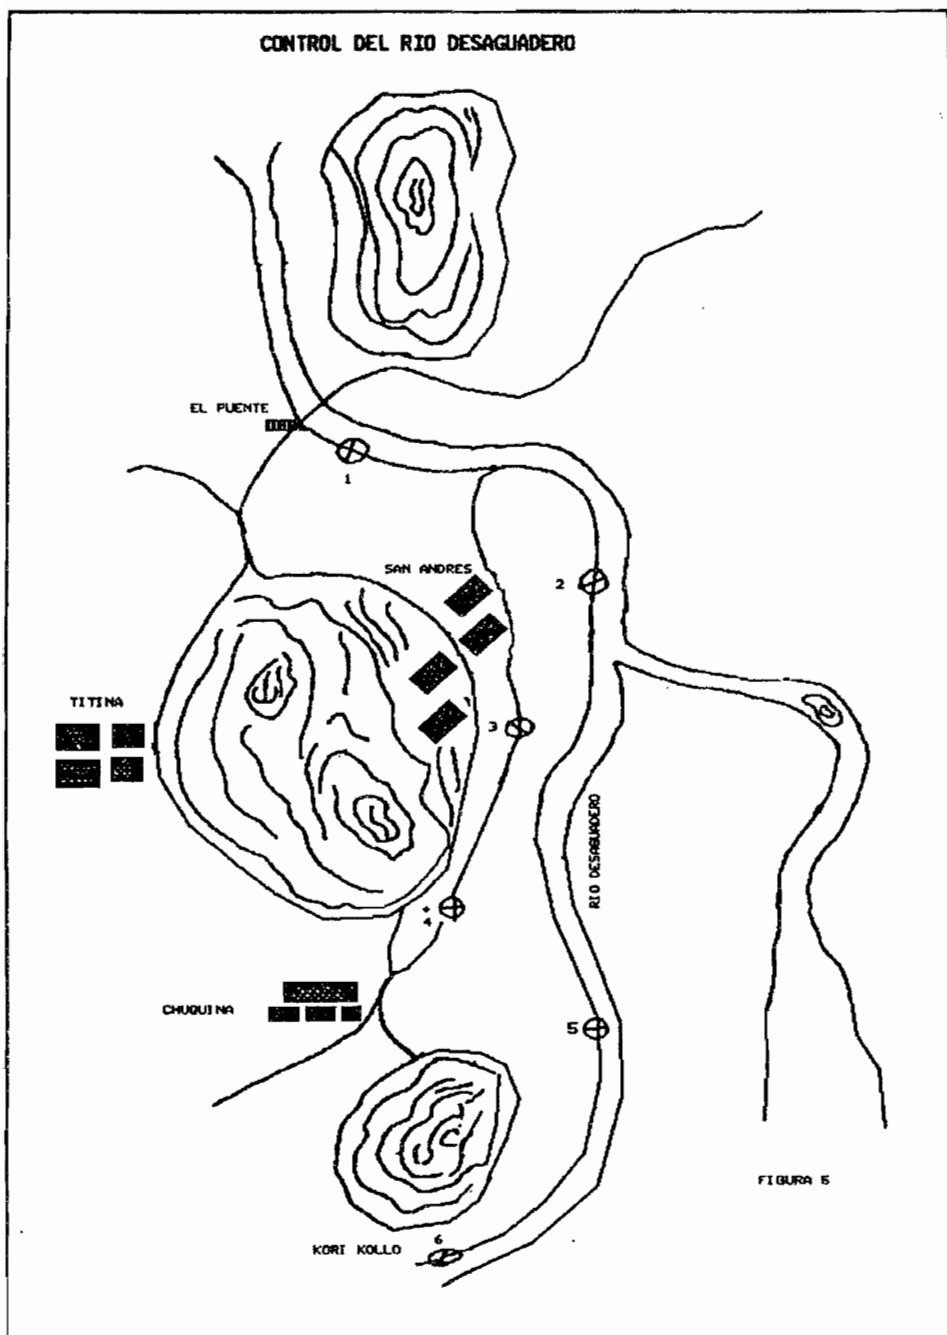 CONTROL DEL RIO DESAGUADERO
EL PUENTE
1
SAN ANDRES
2
TITINA
3
RIO DESAGUADERO
+
4
CHUQUINA
5
FIGURA 5
6
KORI KOLLO